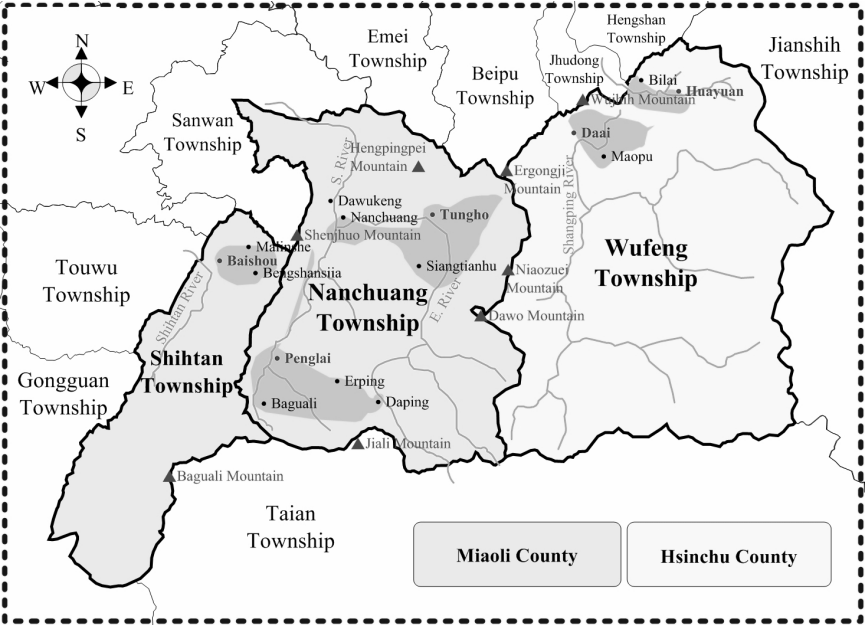 Hengshan
Township
Emei
Township
Jianshih
Township
N
W
E
S
Beipu
Township
Jhudong
Township
Bilai
Huayuan
Wujhih Mountain
Sanwan
Township
Daai
Maopu
S. River
Hengpingpei
Mountain
Ergongji
Mountain
Dawukeng
Nanchuang
Tungho
Shangping River
Shenjhuo Mountain
Malinshe
Baishou
Bengshansiia
Wufeng
Township
Touwu
Township
Siangtianhu
Niaozuei
Mountain
Nanchuang
Township
E. River
Dawo Mountain
Shihtan River
Shihtan
Township
Penglai
Gongguan
Township
Erping
Baguali
Daping
Jiali Mountain
Baguali Mountain
Taian
Township
Miaoli County
Hsinchu County